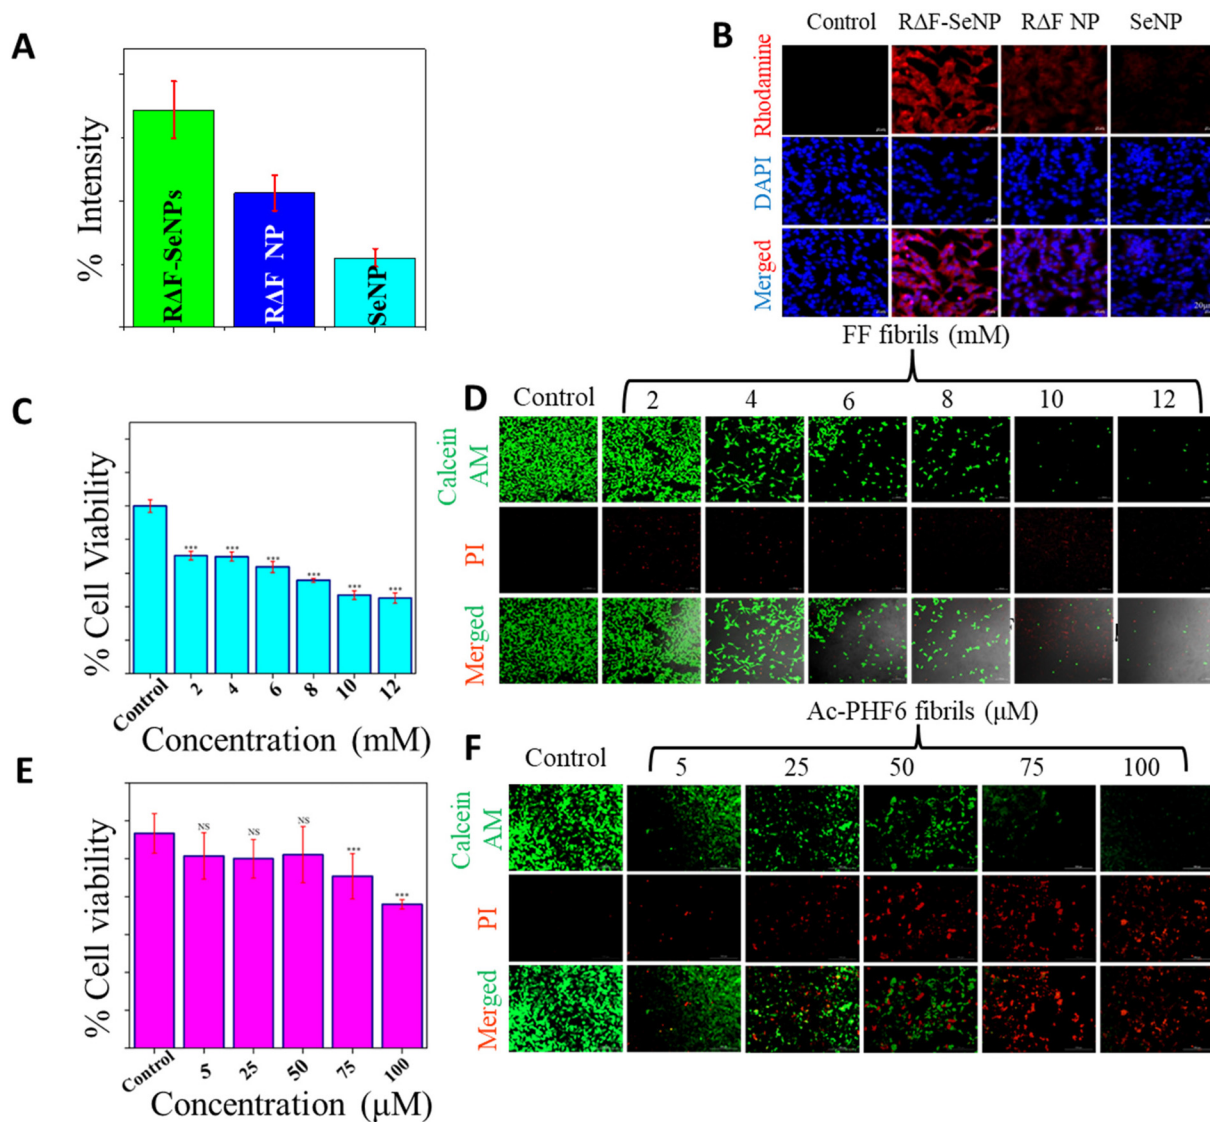 A
% Intensity
RΔF-SeNPs
RΔF NP
SeNP
B
Control RΔF-SeNP RΔF NP SeNP
Rhodamine
DAPI
Merged
20μm
C
% Cell Viability
*** *** *** *** *** ***
Control 2 4 6 8 10 12
Concentration (mM)
FF fibrils (mM)
D
Control 2 4 6 8 10 12
Calcein
AM
PI
Merged
E
% Cell viability
NS NS NS *** ***
Control 5 25 50 75 100
Concentration (μM)
Ac-PHF6 fibrils (μM)
F
Control 5 25 50 75 100
Calcein
AM
PI
Merged